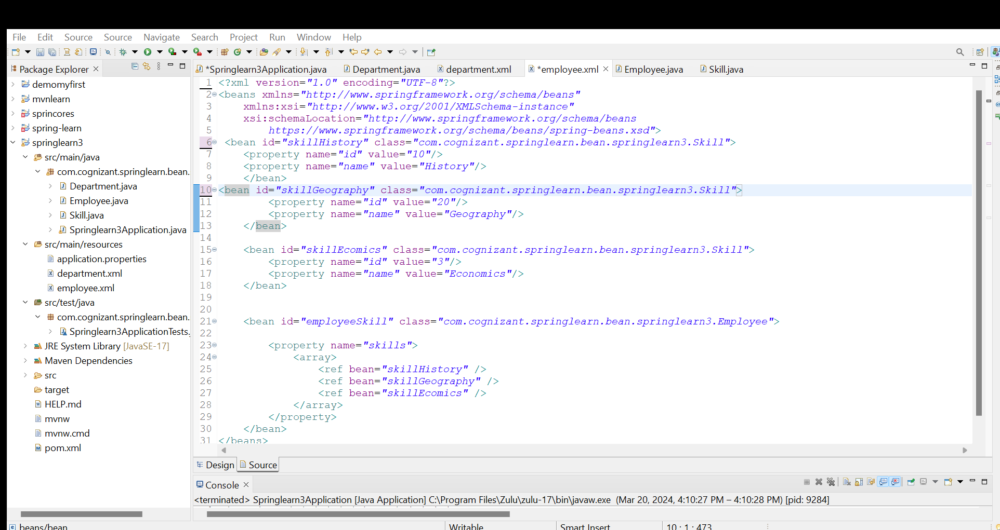 File Edit Source Source Navigate Search Project Run Window Help
Package Explorer
demomyfirst
mvnlearn
sprincores
spring-learn
springlearn3
src/main/java
com.cognizant.springlearn.bean.
Department.java
Employee.java
Skill.java
Springlearn3Application.java
src/main/resources
application.properties
department.xml
employee.xml
src/test/java
com.cognizant.springlearn.bean.
Springlearn3ApplicationTests.
JRE System Library [JavaSE-17]
Maven Dependencies
src
target
HELP.md
mvnw
mvnw.cmd
pom.xml
*Springlearn3Application.java Department.java department.xml *employee.xml Employee.java Skill.java
1 <?xml version="1.0" encoding="UTF-8"?>
2 <beans xmlns="http://www.springframework.org/schema/beans"
3 xmlns:xsi="http://www.w3.org/2001/XMLSchema-instance"
4 xsi:schemaLocation="http://www.springframework.org/schema/beans
5 https://www.springframework.org/schema/beans/spring-beans.xsd">
6 <bean id="skillHistory" class="com.cognizant.springlearn.bean.springlearn3.Skill">
7 <property name="id" value="10"/>
8 <property name="name" value="History"/>
9 </bean>
10 <bean id="skillGeography" class="com.cognizant.springlearn.bean.springlearn3.Skill">
11 <property name="id" value="20"/>
12 <property name="name" value="Geography"/>
13 </bean>
14
15 <bean id="skillEcomics" class="com.cognizant.springlearn.bean.springlearn3.Skill">
16 <property name="id" value="3"/>
17 <property name="name" value="Economics"/>
18 </bean>
19
20
21 <bean id="employeeSkill" class="com.cognizant.springlearn.bean.springlearn3.Employee">
22
23 <property name="skills">
24 <array>
25 <ref bean="skillHistory" />
26 <ref bean="skillGeography" />
27 <ref bean="skillEcomics" />
28 </array>
29 </property>
30 </bean>
31 </beans>
Design Source
Console
<terminated> Springlearn3Application [Java Application] C:\Program Files\Zulu\zulu-17\bin\javaw.exe (Mar 20, 2024, 4:10:27 PM – 4:10:28 PM) [pid: 9284]
beans/bean Writable Smart Insert 10 : 1 : 473